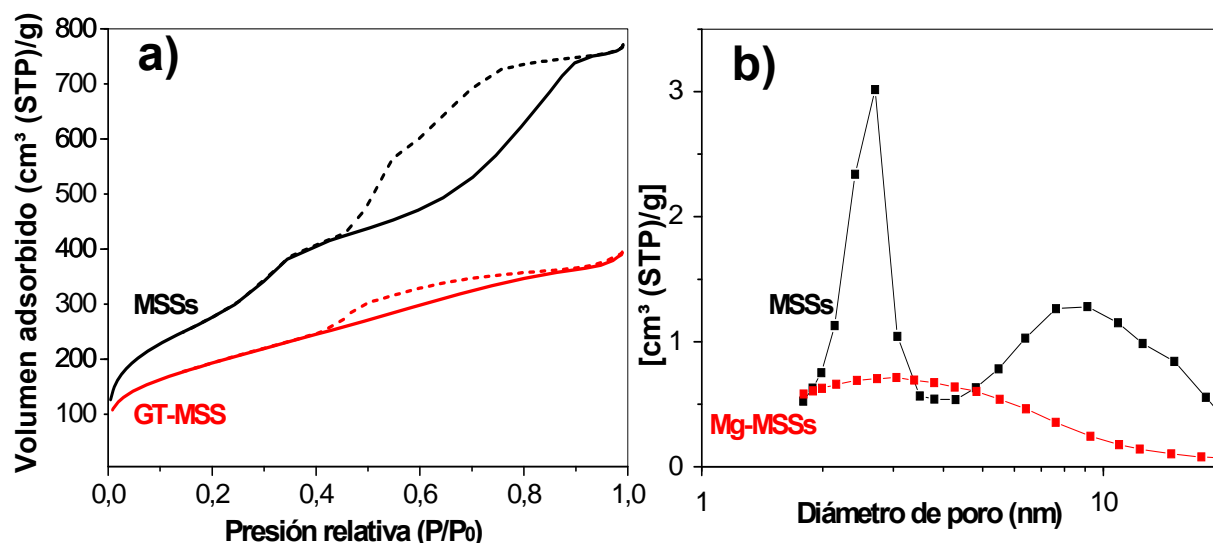 a)
Volumen adsorbido (cm³ (STP)/g)
800
700
600
500
400
300
200
100
MSSs
GT-MSS
0,0
0,2
0,4
0,6
0,8
1,0
Presión relativa (P/P₀)
b)
[cm³ (STP)/g]
3
2
1
0
MSSs
Mg-MSSs
1
10
Diámetro de poro (nm)